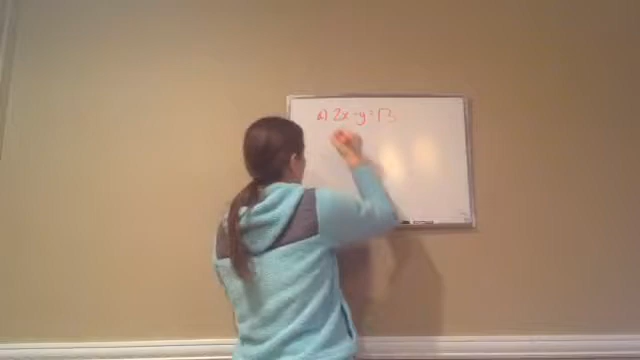 a) 2x - y = 13